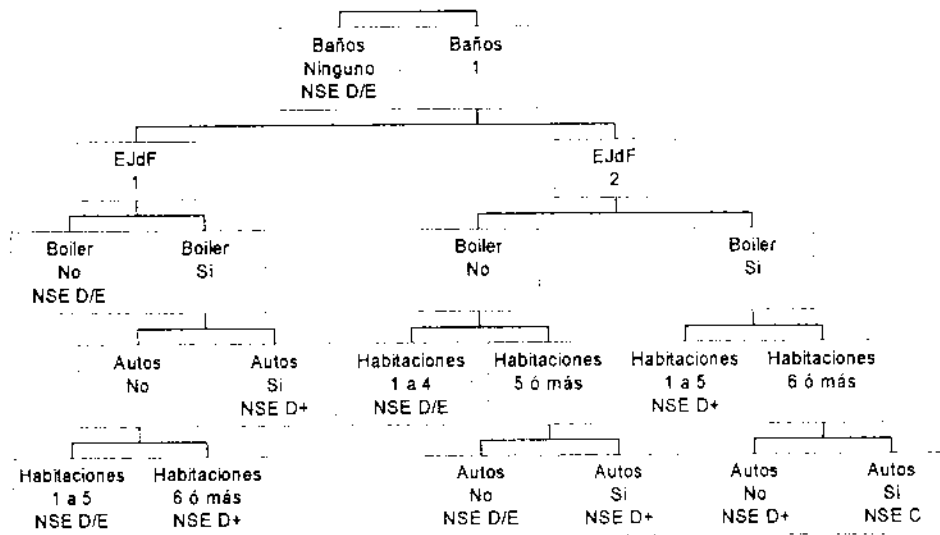 Baños
Ninguno
NSE D/E
Baños
1
EJdF
1
EJdF
2
Boiler
No
NSE D/E
Boiler
Si
Boiler
No
Boiler
Si
Autos
No
Autos
Si
NSE D+
Habitaciones
1 a 4
NSE D/E
Habitaciones
5 ó más
Habitaciones
1 a 5
NSE D+
Habitaciones
6 ó más
Habitaciones
1 a 5
NSE D/E
Habitaciones
6 ó más
NSE D+
Autos
No
NSE D/E
Autos
Si
NSE D+
Autos
No
NSE D+
Autos
Si
NSE C